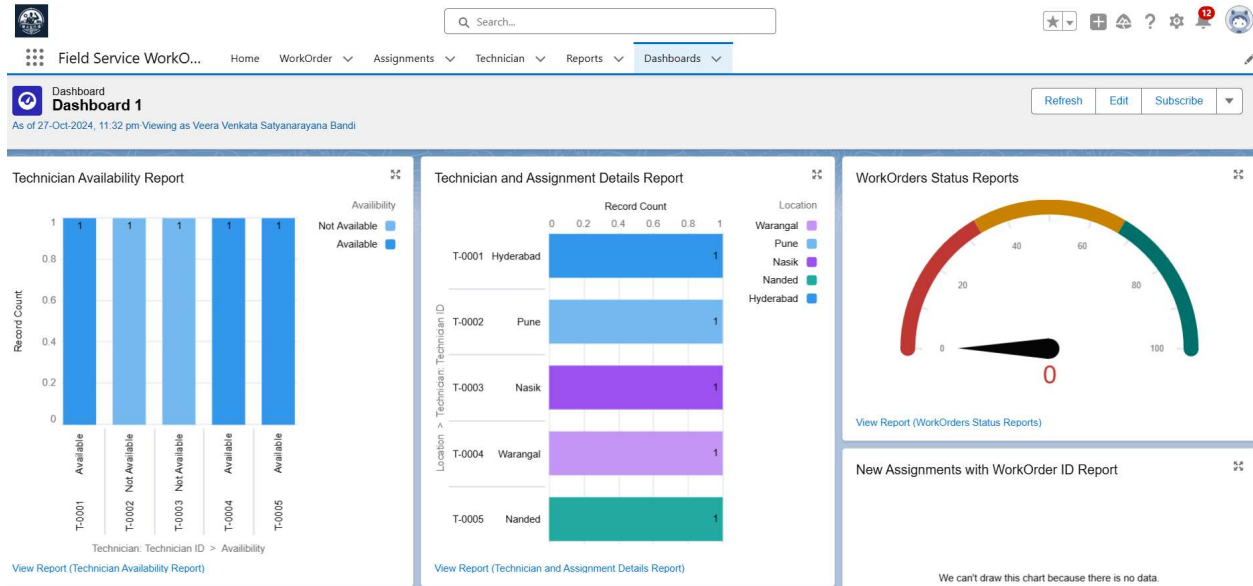 Search...
12
Field Service WorkO...
Home
WorkOrder
Assignments
Technician
Reports
Dashboards
Dashboard
Dashboard 1
As of 27-Oct-2024, 11:32 pm·Viewing as Veera Venkata Satyanarayana Bandi
Refresh
Edit
Subscribe
Technician Availability Report
Availibility
Not Available
Available
Record Count
1
0.8
0.6
0.4
0.2
0
1
1
1
1
1
Available
Not Available
Not Available
Available
Available
T-0001
T-0002
T-0003
T-0004
T-0005
Technician: Technician ID > Availibility
View Report (Technician Availability Report)
Technician and Assignment Details Report
Record Count
0 0.2 0.4 0.6 0.8 1
Location > Technician: Technician ID
T-0001 Hyderabad 1
T-0002 Pune 1
T-0003 Nasik 1
T-0004 Warangal 1
T-0005 Nanded 1
Location
Warangal
Pune
Nasik
Nanded
Hyderabad
View Report (Technician and Assignment Details Report)
WorkOrders Status Reports
0
20
40
60
80
100
0
View Report (WorkOrders Status Reports)
New Assignments with WorkOrder ID Report
We can't draw this chart because there is no data.